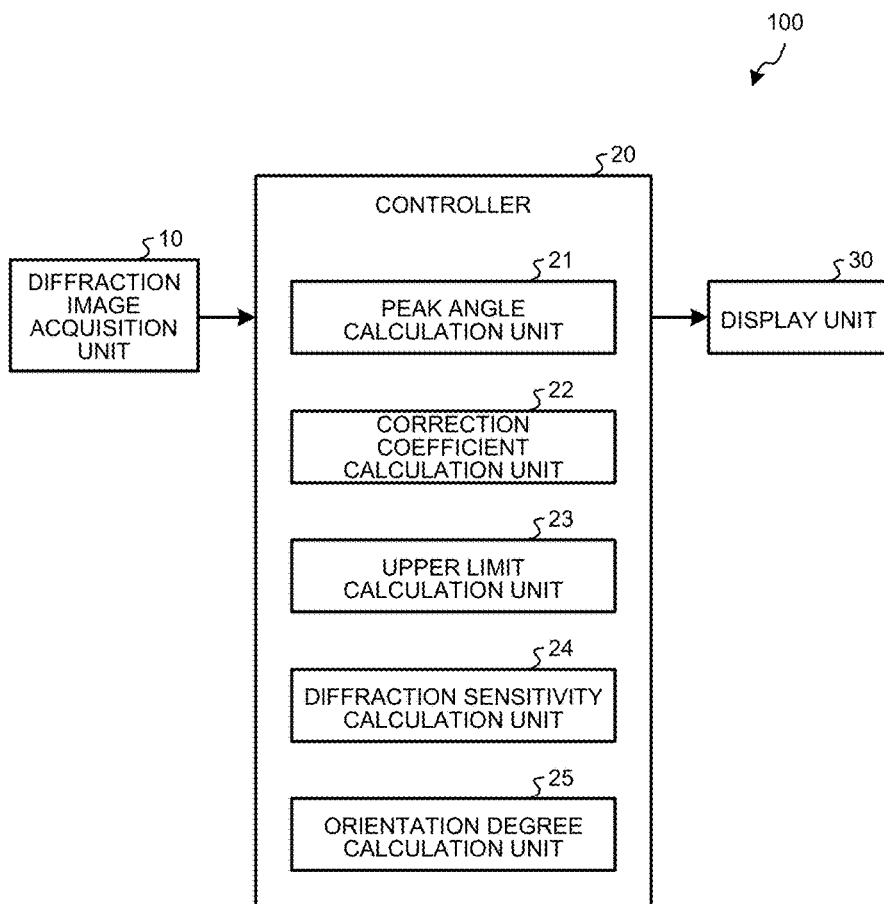 100
20
CONTROLLER
10
DIFFRACTION
IMAGE
ACQUISITION
UNIT
21
PEAK ANGLE
CALCULATION UNIT
30
DISPLAY UNIT
22
CORRECTION
COEFFICIENT
CALCULATION UNIT
23
UPPER LIMIT
CALCULATION UNIT
24
DIFFRACTION SENSITIVITY
CALCULATION UNIT
25
ORIENTATION DEGREE
CALCULATION UNIT